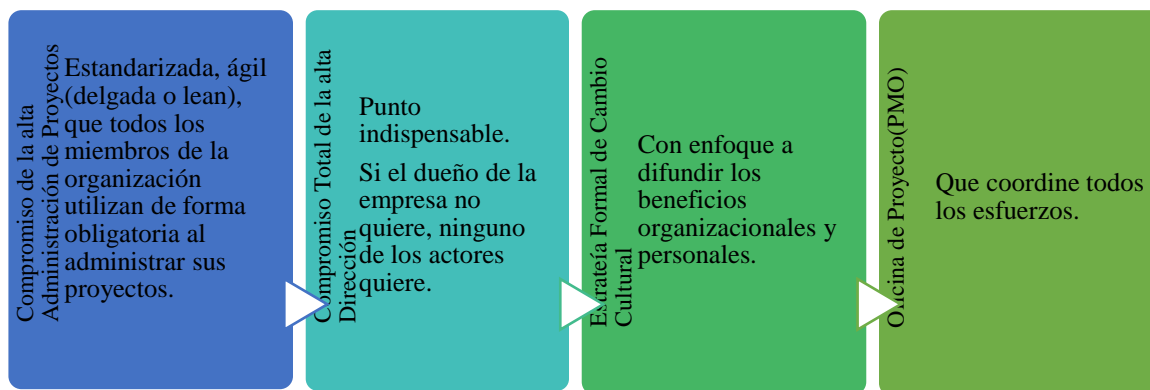 Compromiso de la alta
Administración de Proyectos
Estandarizada, ágil
(delgada o lean),
que todos los
miembros de la
organización
utilizan de forma
obligatoria al
administrar sus
proyectos.
Compromiso Total de la alta
Dirección
Punto
indispensable.
Si el dueño de la
empresa no
quiere, ninguno
de los actores
quiere.
Estrateía Formal de Cambio
Cultural
Con enfoque a
difundir los
beneficios
organizacionales y
personales.
Oficina de Proyecto(PMO)
Que coordine todos
los esfuerzos.